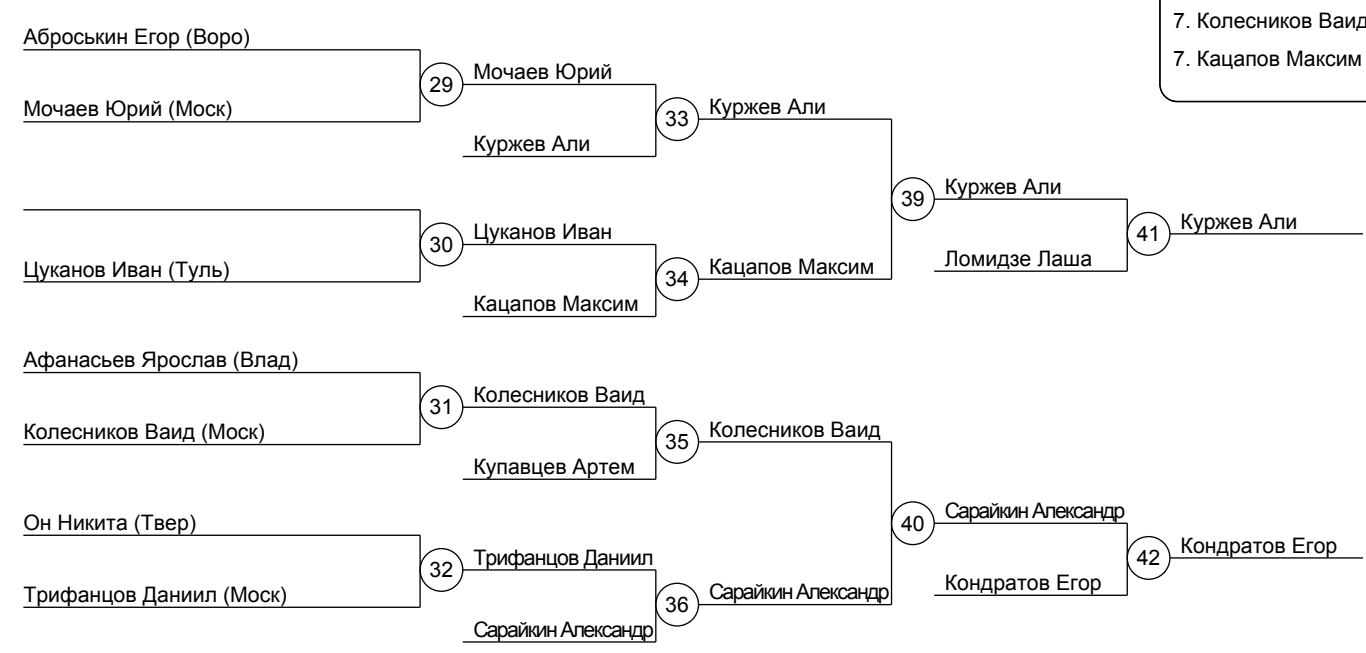 7. Колесников Ваид
7. Кацапов Максим
Аброськин Егор (Воро)
29
Мочаев Юрий
Мочаев Юрий (Моск)
33
Куржев Али
Куржев Али
39
Куржев Али
41
Куржев Али
30
Цуканов Иван
Цуканов Иван (Туль)
34
Кацапов Максим
Ломидзе Лаша
Кацапов Максим
Афанасьев Ярослав (Влад)
31
Колесников Ваид
Колесников Ваид (Моск)
35
Колесников Ваид
Купавцев Артем
40
Сарайкин Александр
Он Никита (Твер)
32
Трифанцов Даниил
42
Кондратов Егор
Трифанцов Даниил (Моск)
36
Сарайкин Александр
Кондратов Егор
Сарайкин Александр